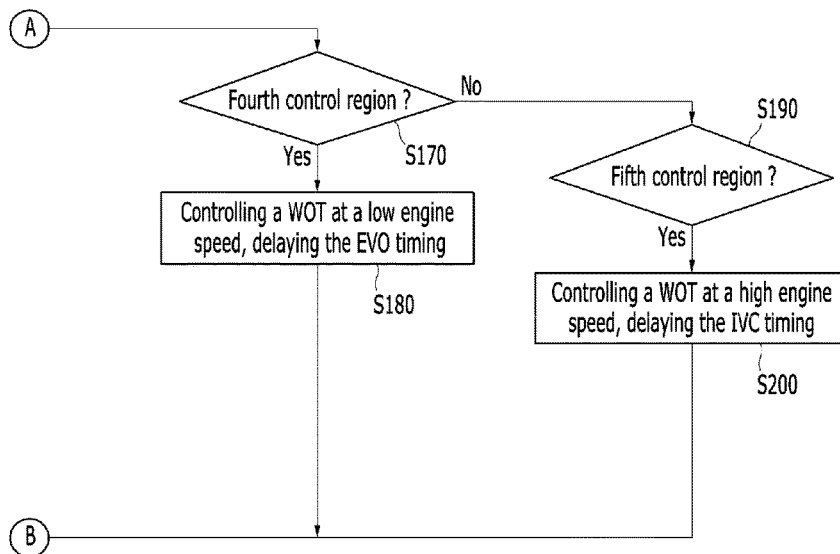 A
Fourth control region ?
No
S170
Yes
S190
Fifth control region ?
Yes
Controlling a WOT at a low engine
speed, delaying the EVO timing
S180
Controlling a WOT at a high engine
speed, delaying the IVC timing
S200
B